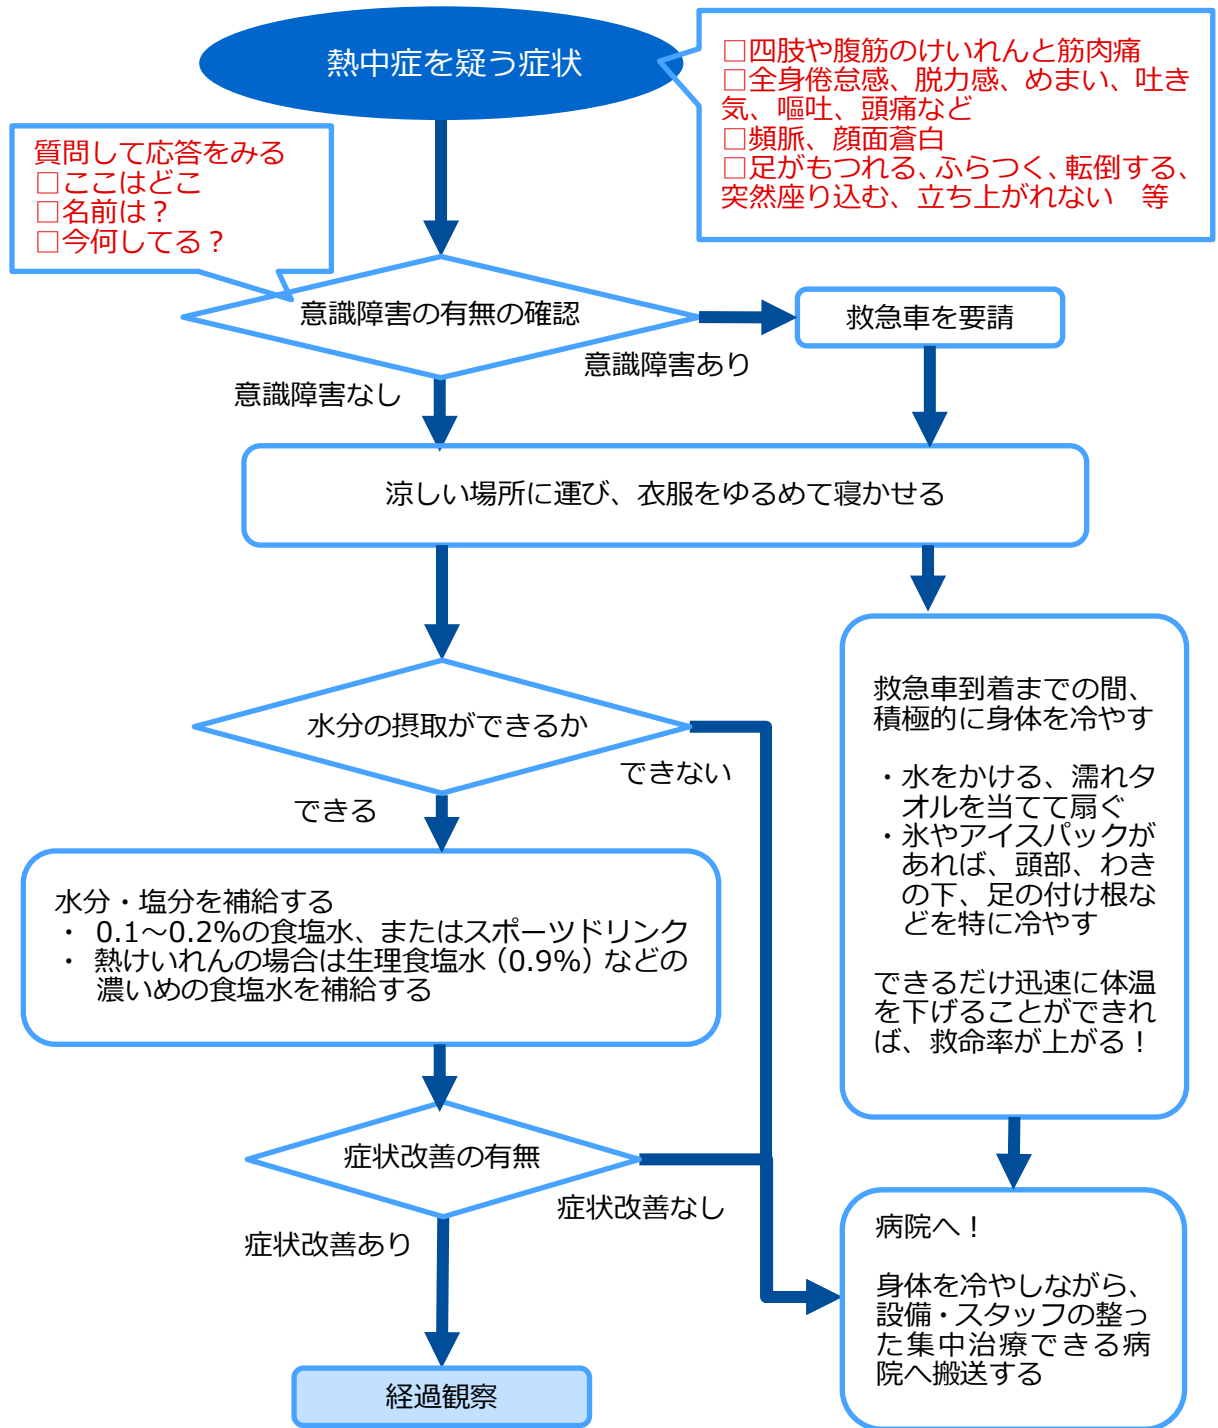 熱中症を疑う症状
□四肢や腹筋のけいれんと筋肉痛
□全身倦怠感、脱力感、めまい、吐き
気、嘔吐、頭痛など
□頻脈、顔面蒼白
□足がもつれる、ふらつく、転倒する、
突然座り込む、立ち上がれない　等
質問して応答をみる
□ここはどこ
□名前は？
□今何してる？
意識障害の有無の確認
救急車を要請
意識障害あり
意識障害なし
涼しい場所に運び、衣服をゆるめて寝かせる
水分の摂取ができるか
できない
できる
救急車到着までの間、
積極的に身体を冷やす
・水をかける、濡れタ
オルを当てて扇ぐ
・氷やアイスパックが
あれば、頭部、わき
の下、足の付け根な
どを特に冷やす
できるだけ迅速に体温
を下げることができれ
ば、救命率が上がる！
水分・塩分を補給する
・ 0.1～0.2%の食塩水、またはスポーツドリンク
・ 熱けいれんの場合は生理食塩水（0.9%）などの
濃いめの食塩水を補給する
症状改善の有無
症状改善なし
症状改善あり
病院へ！
身体を冷やしながら、
設備・スタッフの整っ
た集中治療できる病
院へ搬送する
経過観察